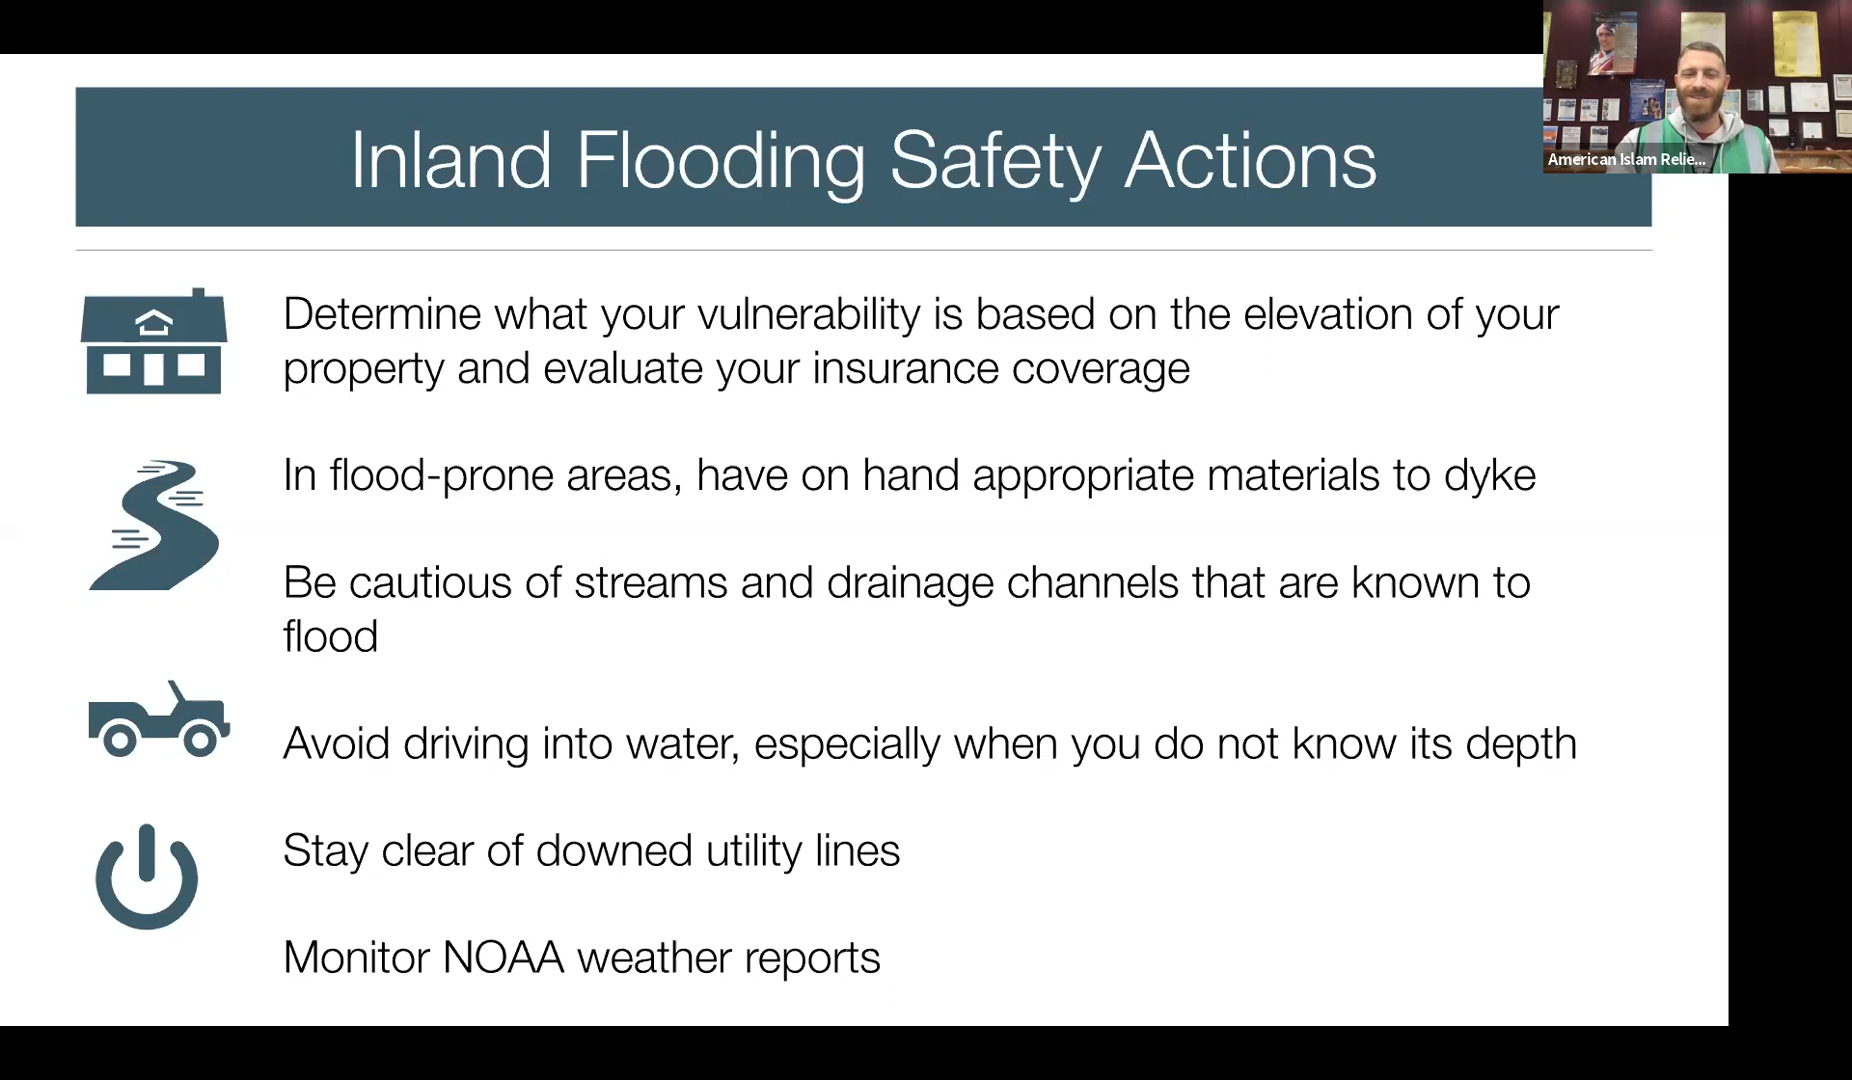 Inland Flooding Safety Actions
American Islam Relie...
Determine what your vulnerability is based on the elevation of your
property and evaluate your insurance coverage
In flood-prone areas, have on hand appropriate materials to dyke
Be cautious of streams and drainage channels that are known to
flood
Avoid driving into water, especially when you do not know its depth
Stay clear of downed utility lines
Monitor NOAA weather reports